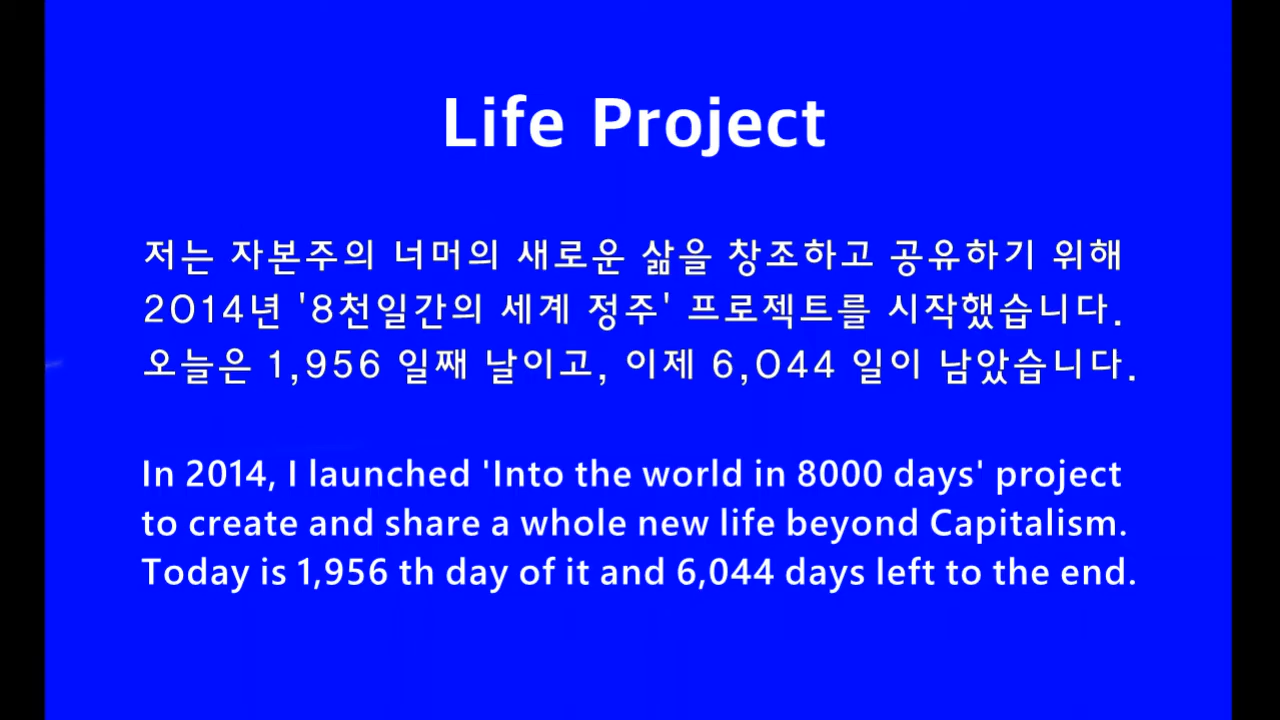 Life Project
저는 자본주의 너머의 새로운 삶을 창조하고 공유하기 위해
2014년 '8천일간의 세계 정주' 프로젝트를 시작했습니다.
오늘은 1,956 일째 날이고, 이제 6,044 일이 남았습니다.
In 2014, I launched 'Into the world in 8000 days' project
to create and share a whole new life beyond Capitalism.
Today is 1,956 th day of it and 6,044 days left to the end.